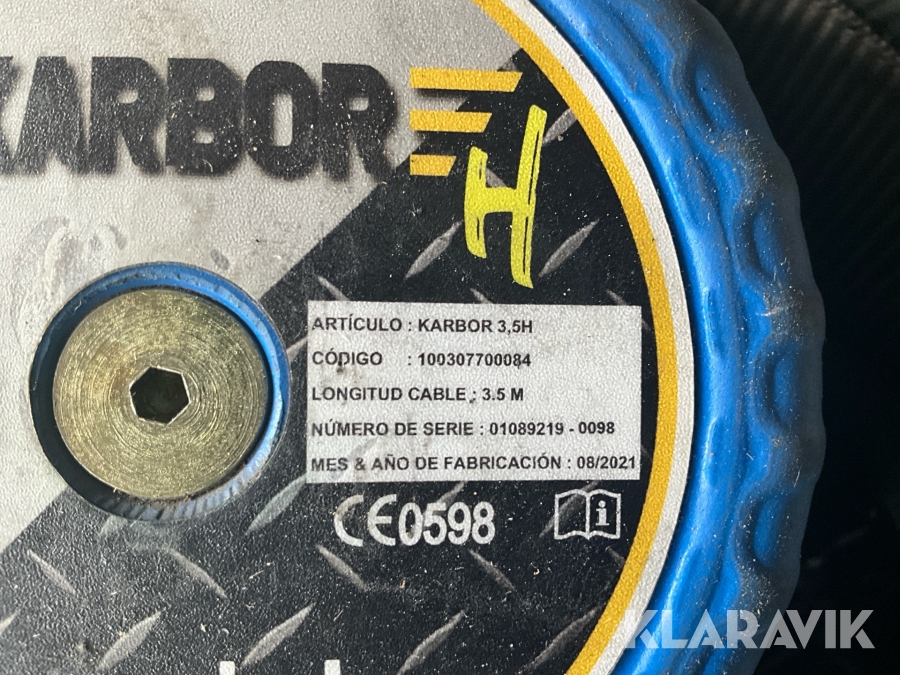 KARBOR
H
ARTÍCULO : KARBOR 3,5H
CÓDIGO : 100307700084
LONGITUD CABLE : 3.5 M
NÚMERO DE SERIE : 01089219 - 0098
MES & AÑO DE FABRICACIÓN : 08/2021
CE0598
i
KLARAVIK